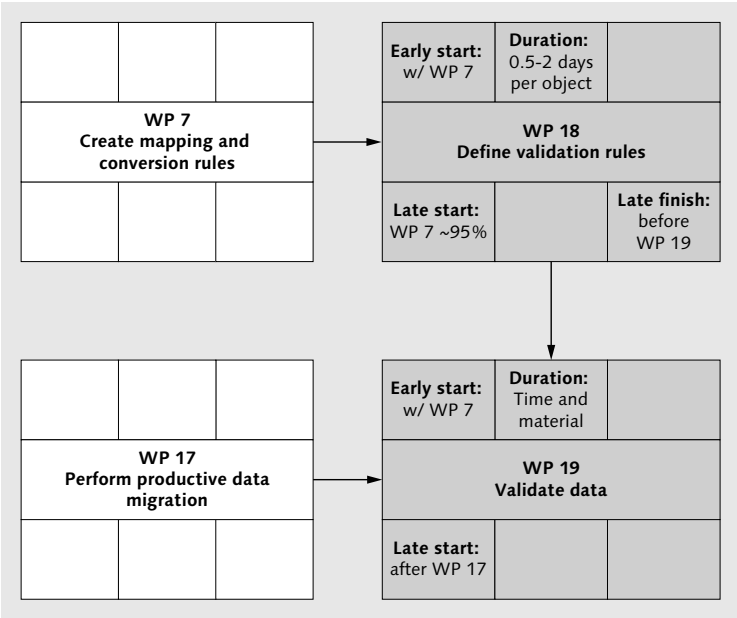 Early start:
w/ WP 7
Duration:
0.5-2 days
per object
WP 7
Create mapping and
conversion rules
WP 18
Define validation rules
Late start:
WP 7 ~95%
Late finish:
before
WP 19
Early start:
w/ WP 7
Duration:
Time and
material
WP 17
Perform productive data
migration
WP 19
Validate data
Late start:
after WP 17